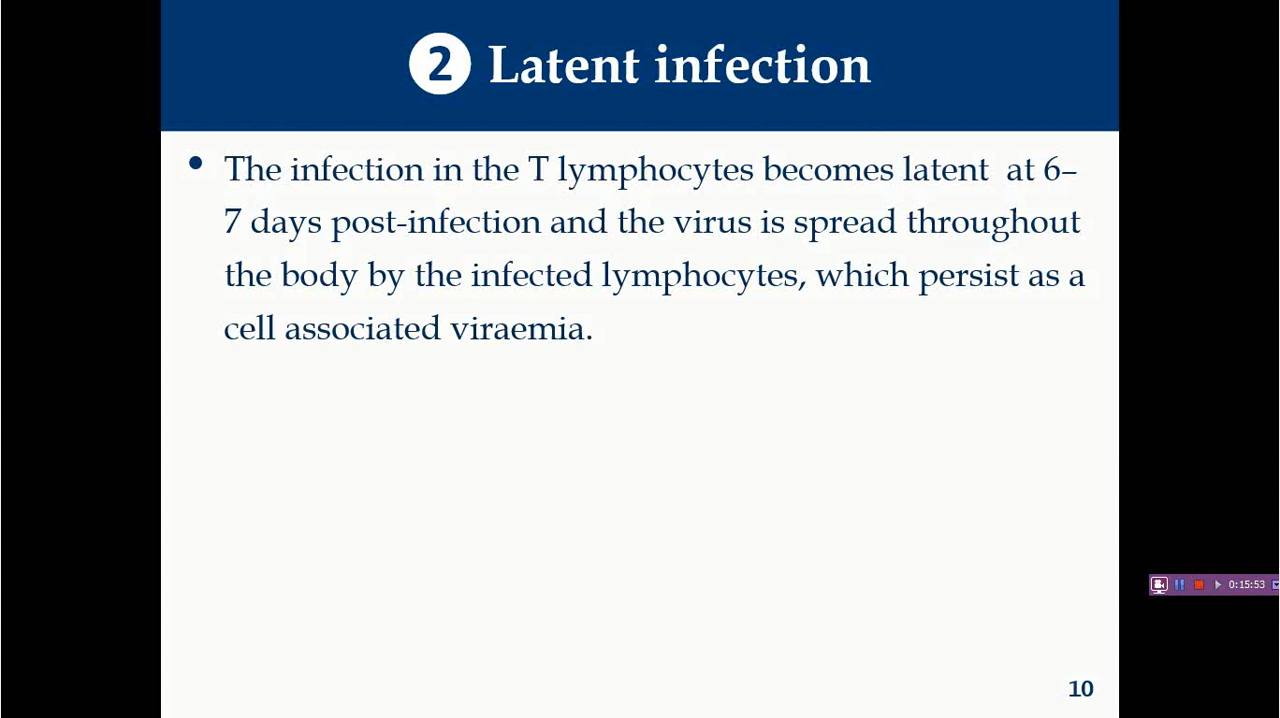 ❷ Latent infection
• The infection in the T lymphocytes becomes latent  at 6–
7 days post-infection and the virus is spread throughout
the body by the infected lymphocytes, which persist as a
cell associated viraemia.
0:15:53
10